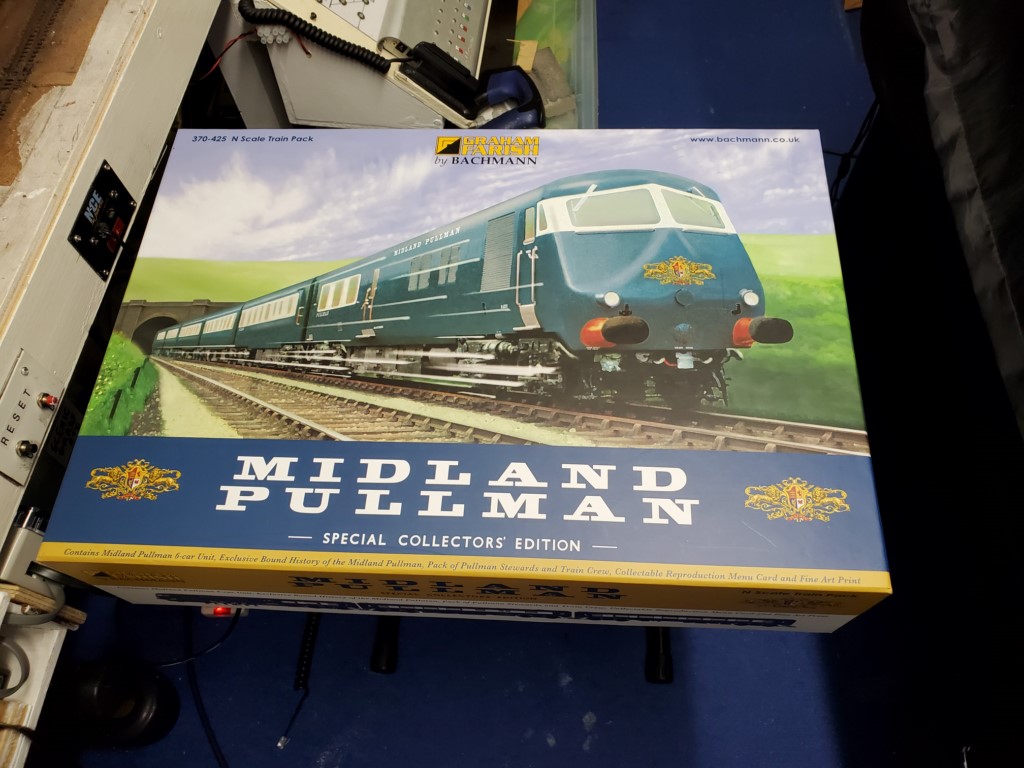 370-425 N Scale Train Pack
GRAHAM
FARISH
by BACHMANN
www.bachmann.co.uk
NCE
MIDLAND PULLMAN
RESET
MIDLAND
PULLMAN
SPECIAL COLLECTORS' EDITION
Contains Midland Pullman 6-car Unit, Exclusive Bound History of the Midland Pullman, Pack of Pullman Stewards and Train Crew, Collectable Reproduction Menu Card and Fine Art Print
MIDLAND
PULLMAN
N Scale Train Pack